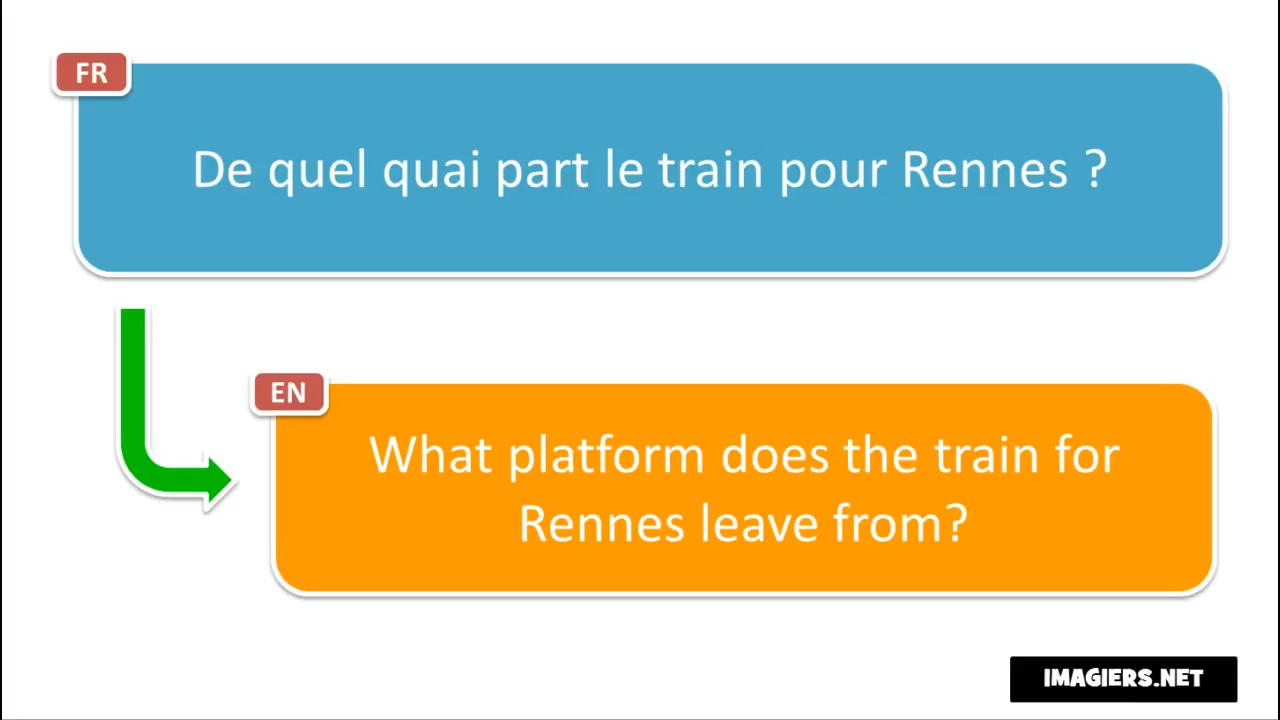 FR
De quel quai part le train pour Rennes ?
EN
What platform does the train for
Rennes leave from?
IMAGIERS.NET